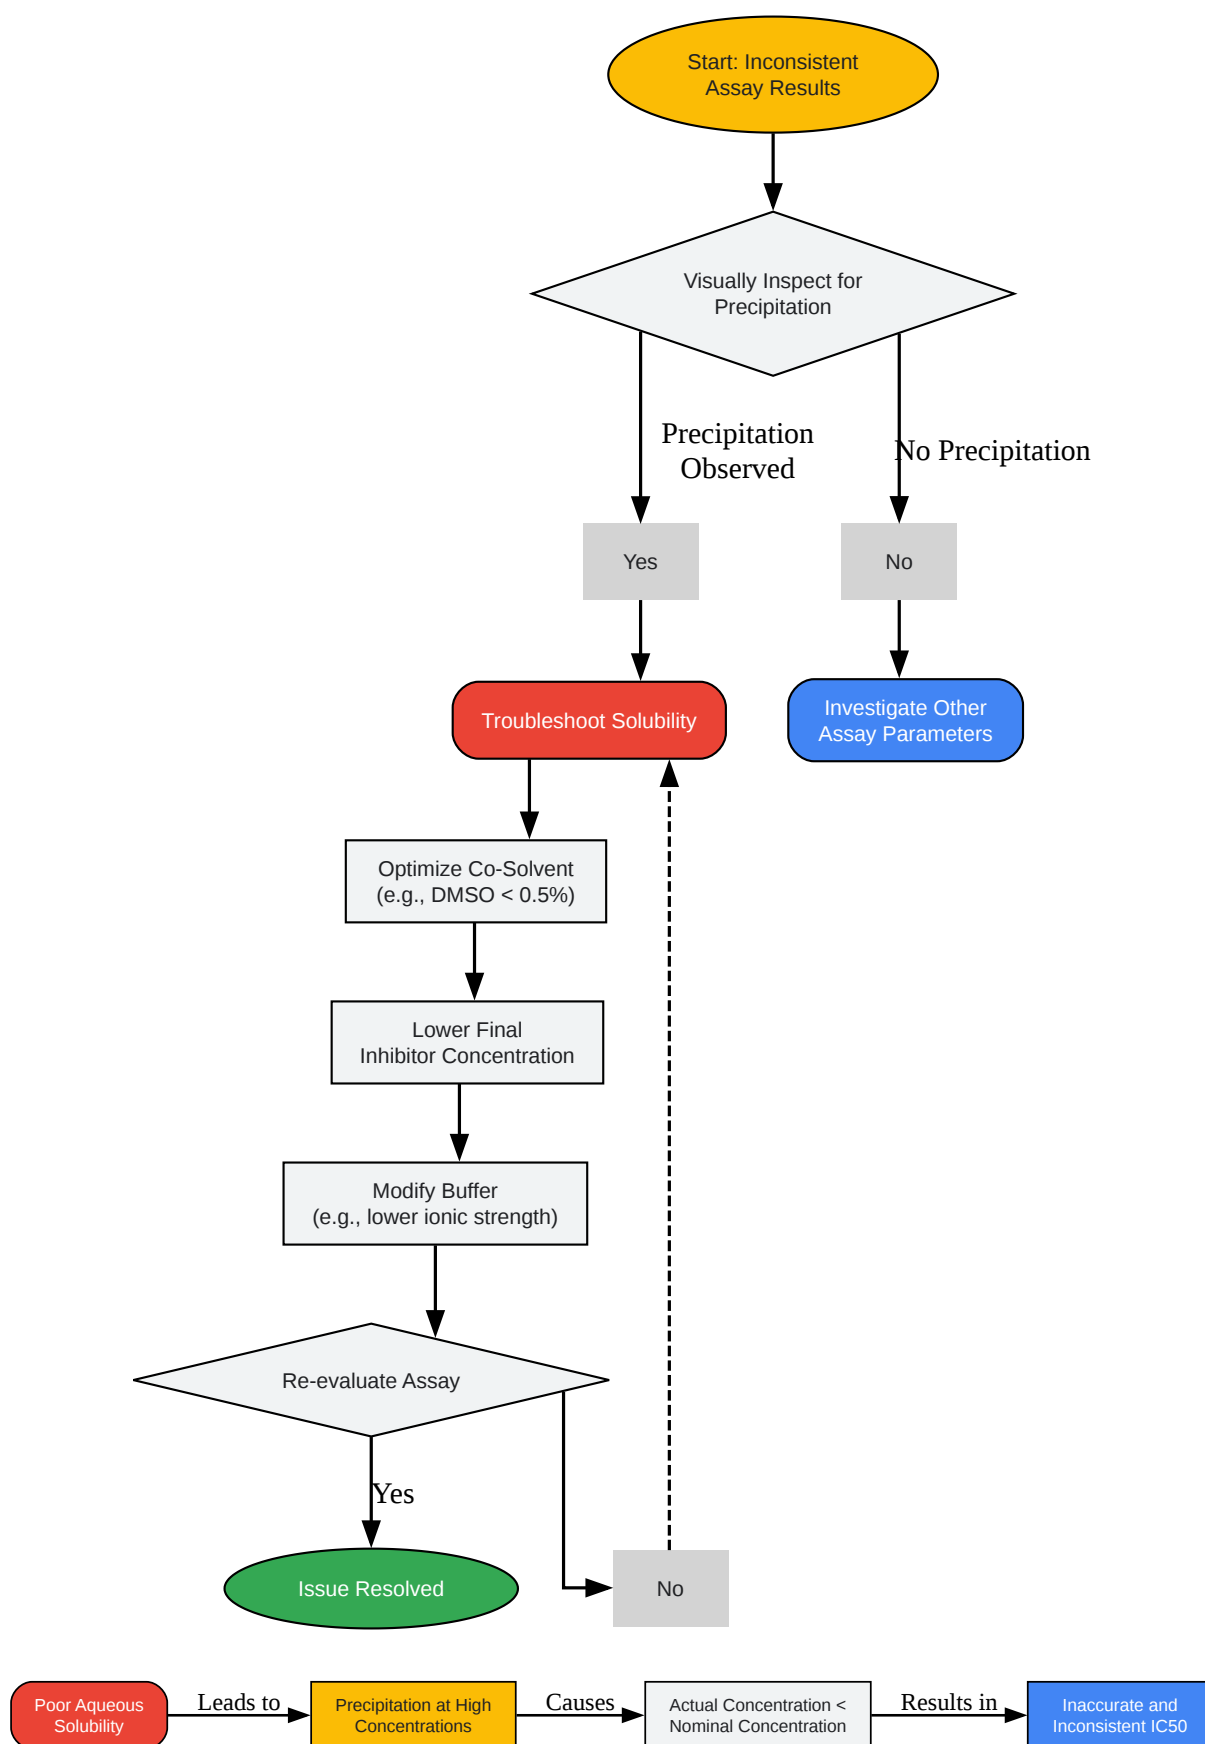 Start: Inconsistent
Assay Results
Visually Inspect for
Precipitation
Precipitation
Observed
No Precipitation
Yes
No
Troubleshoot Solubility
Investigate Other
Assay Parameters
Optimize Co-Solvent
(e.g., DMSO < 0.5%)
Lower Final
Inhibitor Concentration
Modify Buffer
(e.g., lower ionic strength)
Re-evaluate Assay
Yes
Issue Resolved
No
Poor Aqueous
Solubility
Leads to
Precipitation at High
Concentrations
Causes
Actual Concentration <
Nominal Concentration
Results in
Inaccurate and
Inconsistent IC50